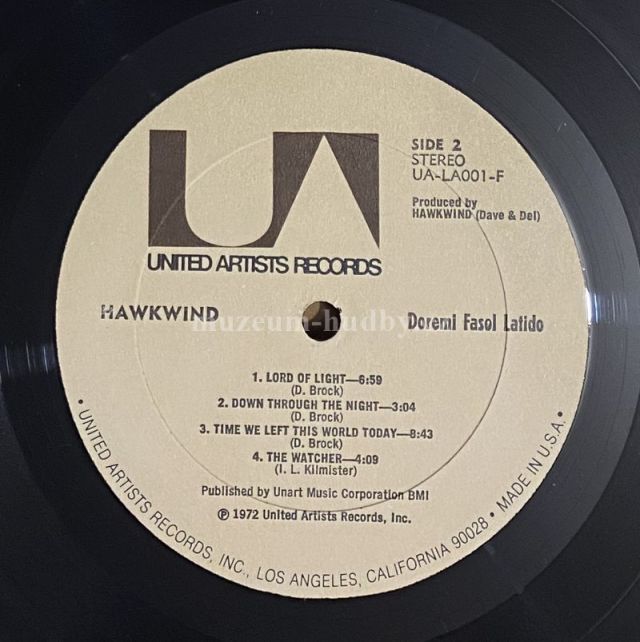 UA
UNITED ARTISTS RECORDS
SIDE 2
STEREO
UA-LA001-F
Produced by
HAWKWIND (Dave & Del)
HAWKWIND
muzeum-hudby
Doremi Fasol Latido
1. LORD OF LIGHT—6:59
(D. Brock)
2. DOWN THROUGH THE NIGHT—3:04
(D. Brock)
3. TIME WE LEFT THIS WORLD TODAY—8:43
(D. Brock)
4. THE WATCHER—4:09
(I. L. Kilmister)
Published by Unart Music Corporation BMI
℗ 1972 United Artists Records, Inc.
• UNITED ARTISTS RECORDS, INC., LOS ANGELES, CALIFORNIA 90028 • MADE IN U.S.A. •